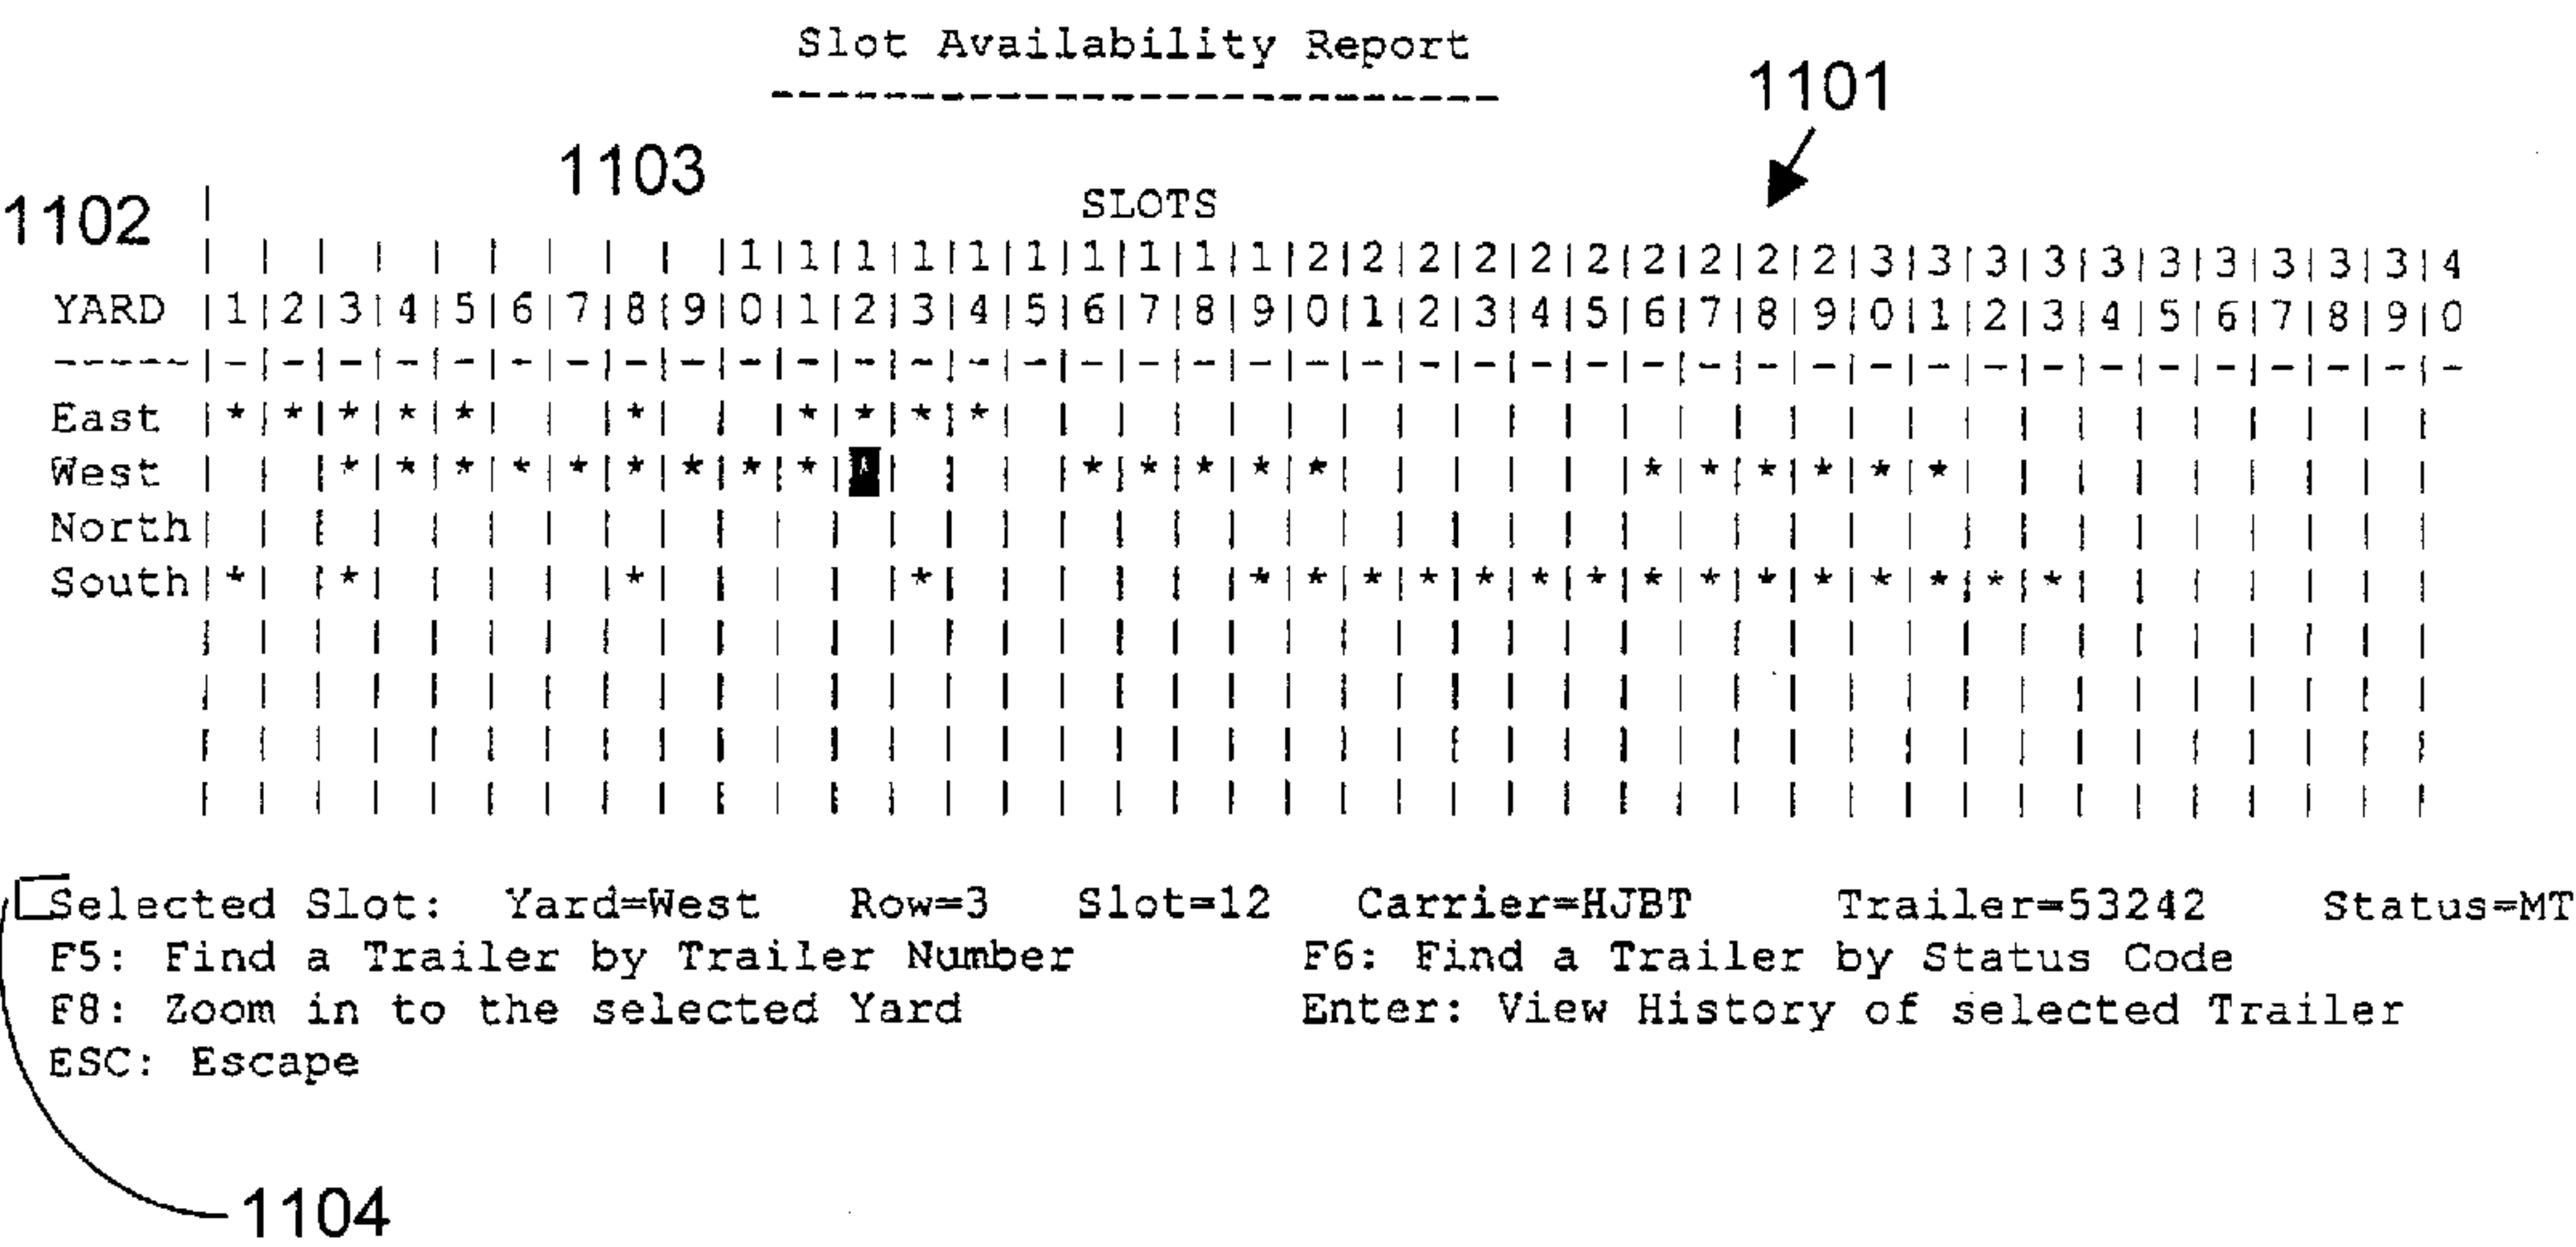 Slot Availability Report
--------------------------
1101
1103
1102 | SLOTS
| | | | | | | | | |1|1|1|1|1|1|1|1|1|1|2|2|2|2|2|2|2|2|2|2|3|3|3|3|3|3|3|3|3|3|4
YARD |1|2|3|4|5|6|7|8|9|0|1|2|3|4|5|6|7|8|9|0|1|2|3|4|5|6|7|8|9|0|1|2|3|4|5|6|7|8|9|0
-----|-|-|-|-|-|-|-|-|-|-|-|-|-|-|-|-|-|-|-|-|-|-|-|-|-|-|-|-|-|-|-|-|-|-|-|-|-|-|-|-
East |*|*|*|*|*| | |*| | |*|*|*|*| | | | | | | | | | | | | | | | | | | | | | | | | |
West | | |*|*|*|*|*|*|*|*|*|*| | | |*|*|*|*|*| | | | | |*|*|*|*|*|*| | | | | | | | |
North| | | | | | | | | | | | | | | | | | | | | | | | | | | | | | | | | | | | | | | |
South|*| |*| | | | |*| | | | |*| | | | | |*|*|*|*|*|*|*|*|*|*|*|*|*|*|*| | | | | | |
Selected Slot: Yard=West Row=3 Slot=12 Carrier=HJBT Trailer=53242 Status=MT
F5: Find a Trailer by Trailer Number F6: Find a Trailer by Status Code
F8: Zoom in to the selected Yard Enter: View History of selected Trailer
ESC: Escape
1104